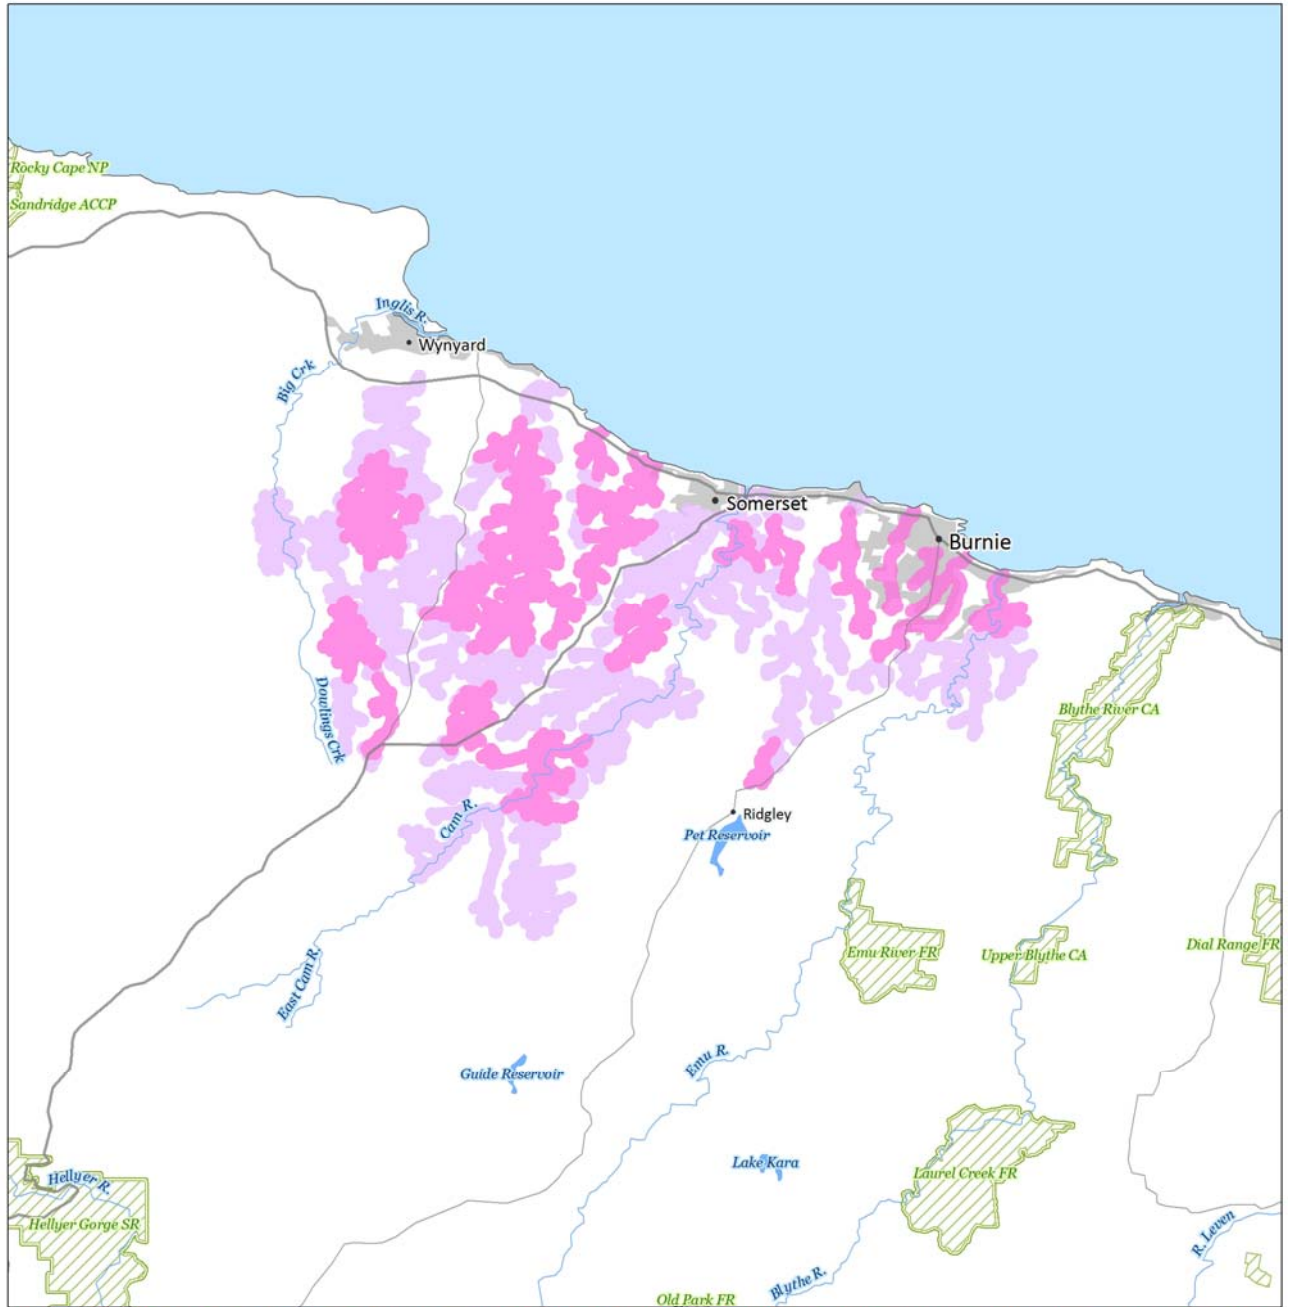 Rocky Cape NP
Sandridge ACCP
Inglis R.
Wynyard
Big Crk
Somerset
Burnie
Dowlings Crk
Blythe River CA
Cam R.
Ridgley
Pet Reservoir
East Cam R.
Emu River FR
Upper Blythe CA
Dial Range FR
Emu R.
Guide Reservoir
Lake Kara
Laurel Creek FR
Hellyer R.
Hellyer Gorge SR
R. Leven
Blythe R.
Old Park FR